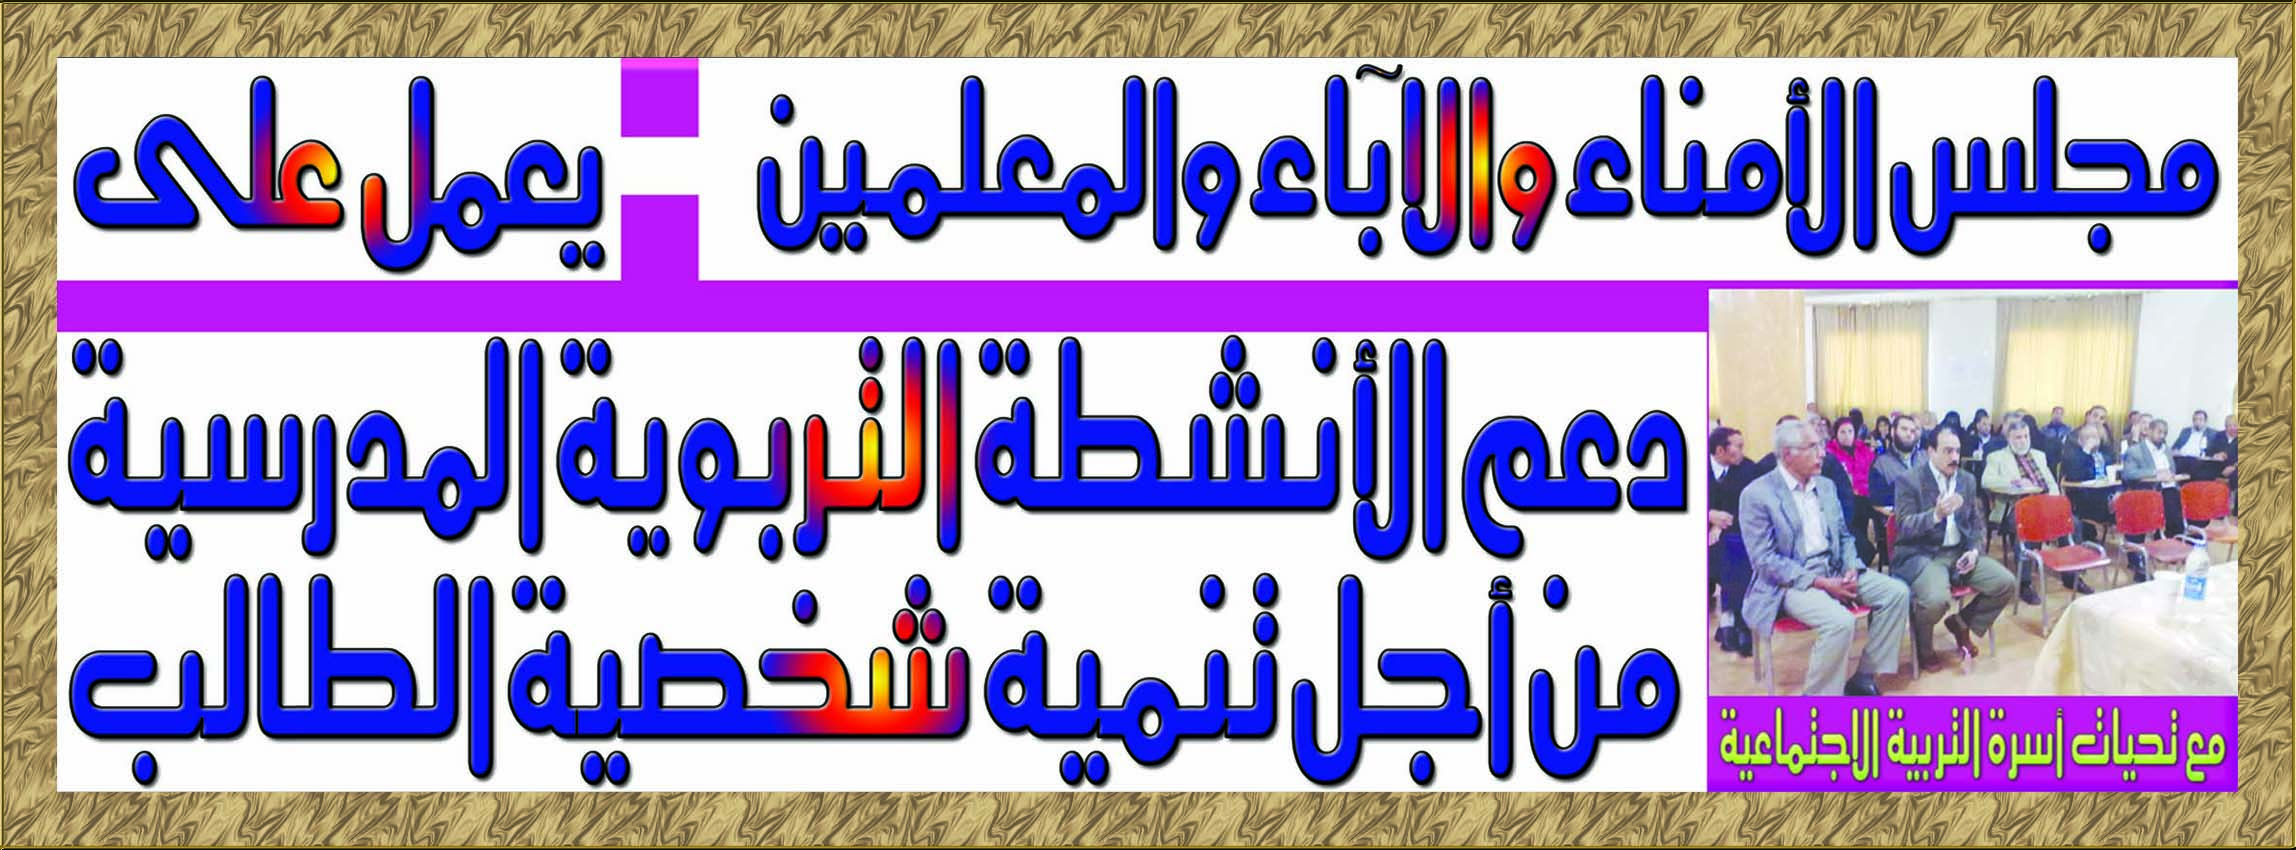 مجلس الأمناء والآباء والمعلمين يعمل على
دعم الأنشطة التربوية المدرسية
من أجل تنمية شخصية الطالب
مع تحيات أسرة التربية الاجتماعية